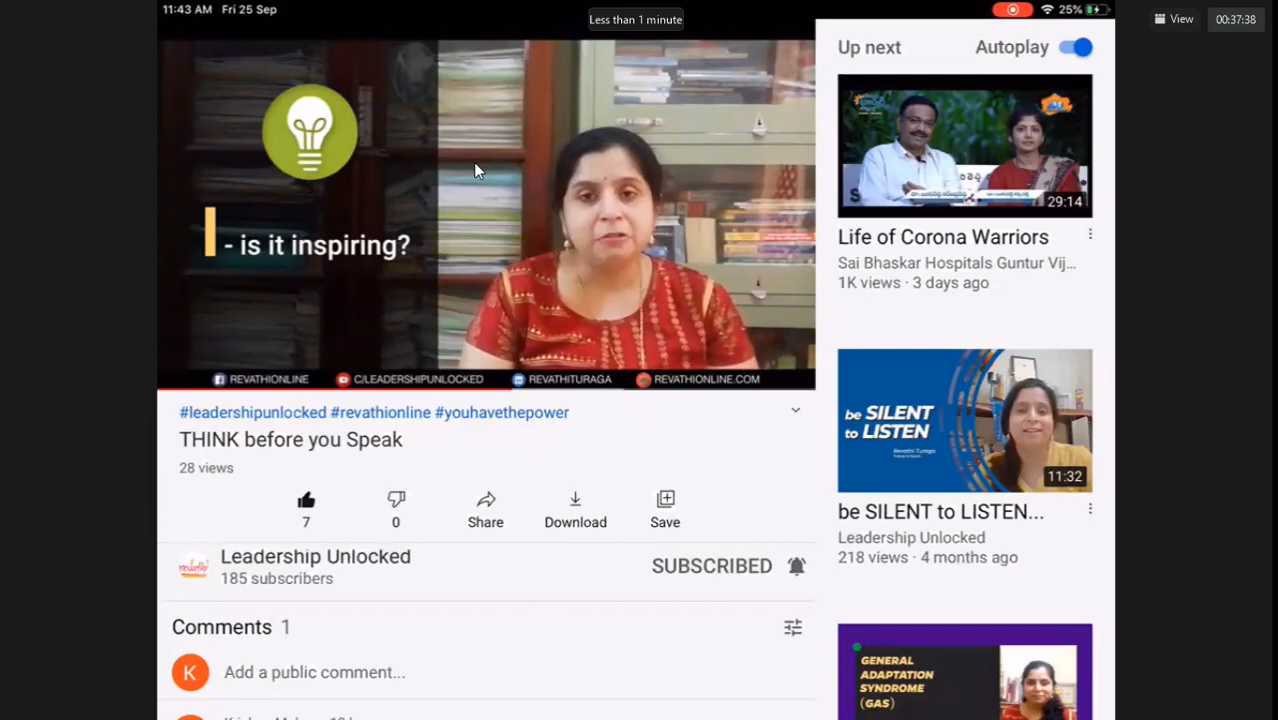 11:43 AM Fri 25 Sep
Less than 1 minute
25%
View
00:37:38
I - is it inspiring?
REVATHIONLINE
C/LEADERSHIPUNLOCKED
REVATHITURAGA
REVATHIONLINE.COM
#leadershipunlocked #revathionline #youhavethepower
THINK before you Speak
28 views
7
0
Share
Download
Save
Leadership Unlocked
185 subscribers
SUBSCRIBED
Comments 1
K
Add a public comment...
Up next
Autoplay
29:14
Life of Corona Warriors
Sai Bhaskar Hospitals Guntur Vij...
1K views · 3 days ago
be SILENT
to LISTEN
Revathi Turaga
11:32
be SILENT to LISTEN...
Leadership Unlocked
218 views · 4 months ago
GENERAL
ADAPTATION
SYNDROME
(GAS)